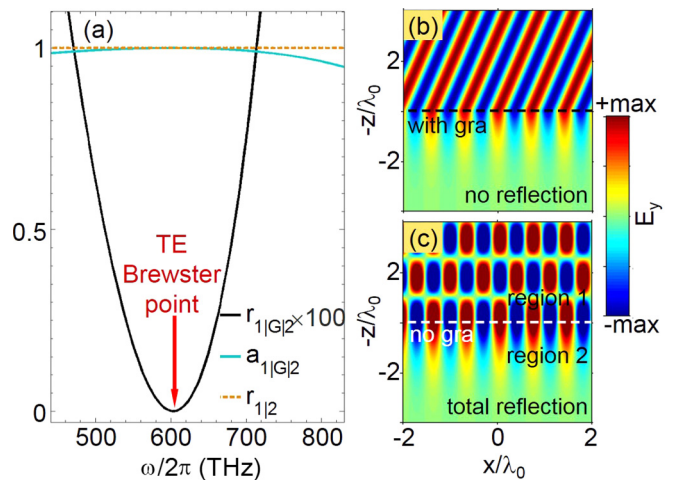 (a)
1
0.5
0
TE
Brewster
point
r1|G|2×100
a1|G|2
r1|2
500
600
700
800
ω/2π (THz)
(b)
2
-2
-z/λ0
with gra
no reflection
(c)
2
-2
-z/λ0
region 1
no gra
region 2
total reflection
-2
0
2
x/λ0
+max
Ey
-max